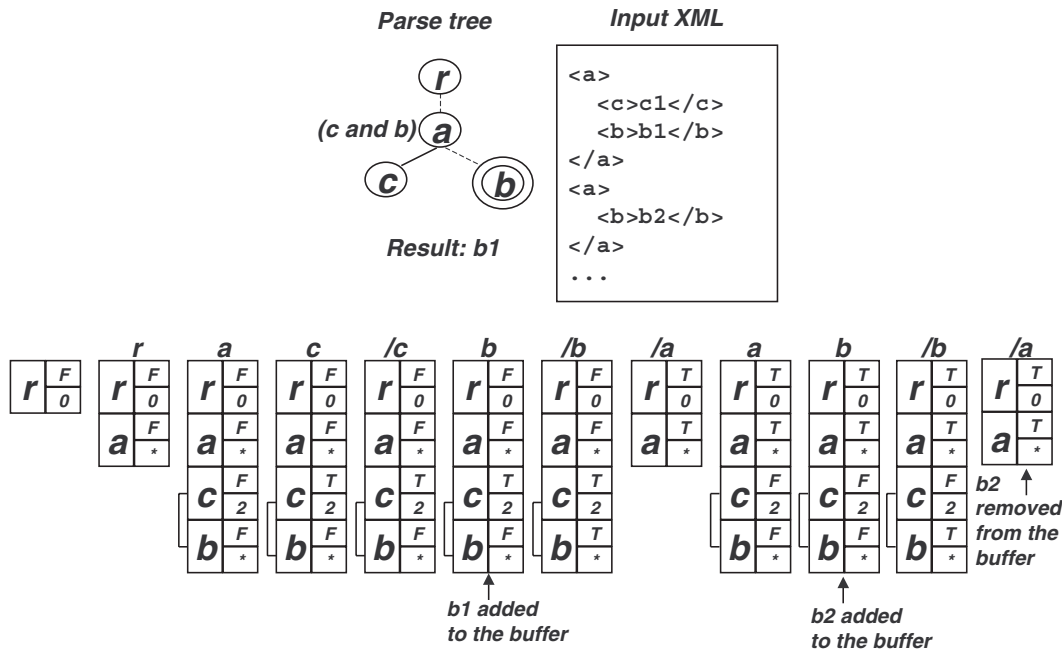 Parse tree
Input XML
r
(c and b) a
c
b
Result: b1
<a>
<c>c1</c>
<b>b1</b>
</a>
<a>
<b>b2</b>
</a>
...
r a c /c b /b /a a b /b /a
r F r F r F r F r F r F r F r T r T r T r T r T
0 0 0 0 0 0 0 0 0 0 0 0
a F a F a F a F a F a F a T a T a T a T a T
* * * * * * * * * * *
c F c T c T c T c T c F c F c F
2 2 2 2 2 2 2 2
b F b F b F b F b T b F b F b T
* * * * * * * *
b2
removed
from the
buffer
b1 added
to the buffer
b2 added
to the buffer